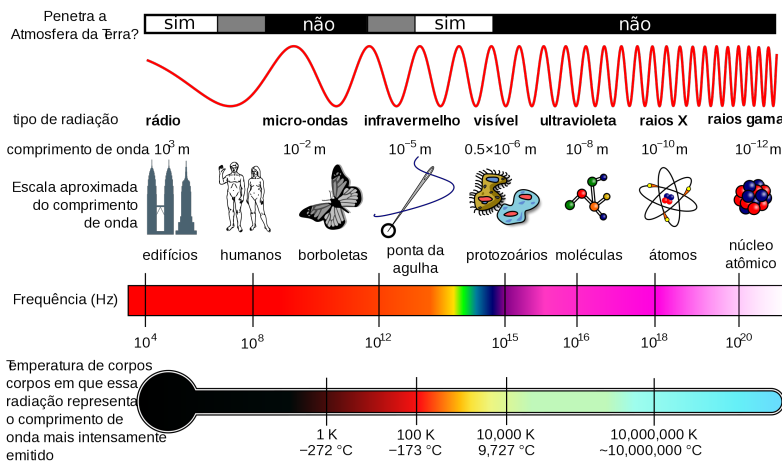 Penetra a
Atmosfera da Terra?
sim não sim não
tipo de radiação rádio micro-ondas infravermelho visível ultravioleta raios X raios gama
comprimento de onda 10³ m 10⁻² m 10⁻⁵ m 0.5×10⁻⁶ m 10⁻⁸ m 10⁻¹⁰ m 10⁻¹² m
Escala aproximada
do comprimento
de onda
edifícios humanos borboletas ponta da agulha protozoários moléculas átomos núcleo atômico
Frequência (Hz)
10⁴ 10⁸ 10¹² 10¹⁵ 10¹⁶ 10¹⁸ 10²⁰
Temperatura de corpos
corpos em que essa
radiação representa
o comprimento de
onda mais intensamente
emitido
1 K 100 K 10,000 K 10,000,000 K
−272 °C −173 °C 9,727 °C ~10,000,000 °C